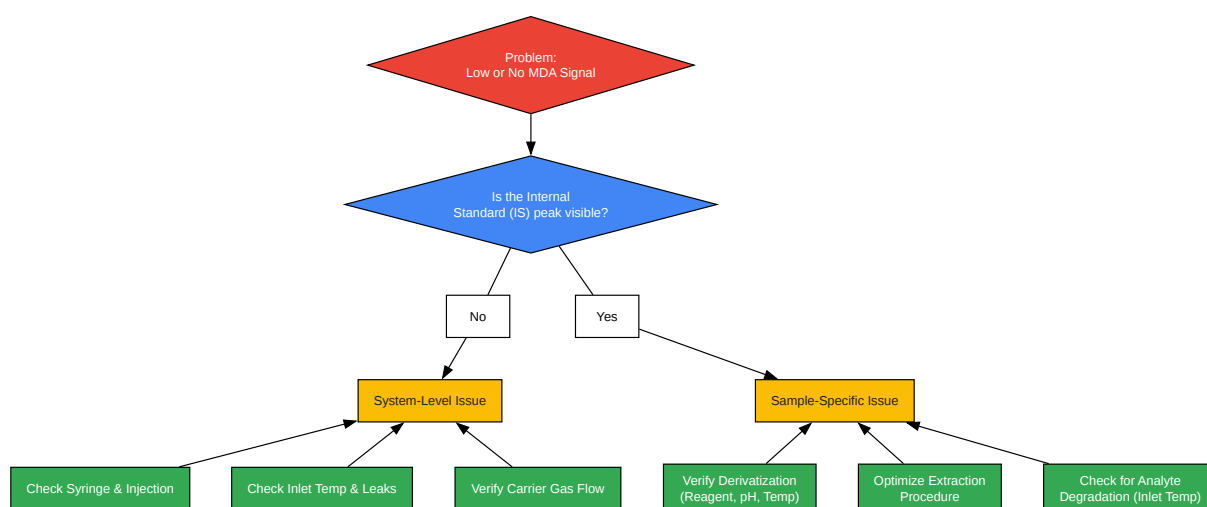 Problem:
Low or No MDA Signal
Is the Internal
Standard (IS) peak visible?
No
Yes
System-Level Issue
Sample-Specific Issue
Check Syringe & Injection
Check Inlet Temp & Leaks
Verify Carrier Gas Flow
Verify Derivatization
(Reagent, pH, Temp)
Optimize Extraction
Procedure
Check for Analyte
Degradation (Inlet Temp)